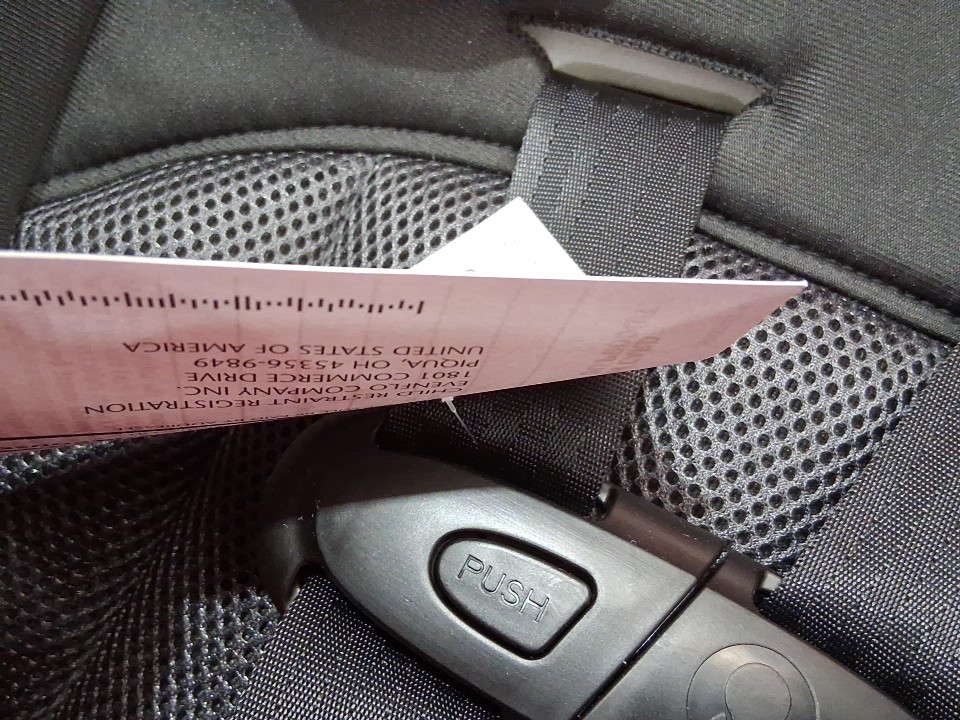 CHILD RESTRAINT REGISTRATION
EVENFLO COMPANY INC.
1801 COMMERCE DRIVE
PIQUA, OH 45356-9849
UNITED STATES OF AMERICA
PUSH